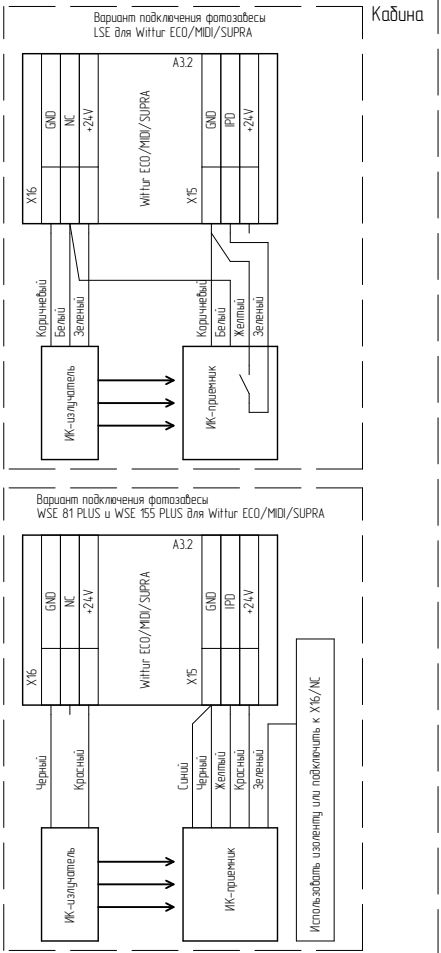 Кабина
Вариант подключения фотозавесы
LSE для Wittur ECO/MIDI/SUPRA
A3.2
X16
GND
NC
+24V
Wittur ECO/MIDI/SUPRA
X15
GND
IPD
+24V
Коричневый
Белый
Зеленый
Коричневый
Белый
Желтый
Зеленый
ИК-излучатель
ИК-приемник
Вариант подключения фотозавесы
WSE 81 PLUS и WSE 155 PLUS для Wittur ECO/MIDI/SUPRA
A3.2
X16
GND
NC
+24V
Wittur ECO/MIDI/SUPRA
X15
GND
IPD
+24V
Черный
Красный
Синий
Черный
Желтый
Красный
Зеленый
ИК-излучатель
ИК-приемник
Использовать изоленту или подключить к X16/NC